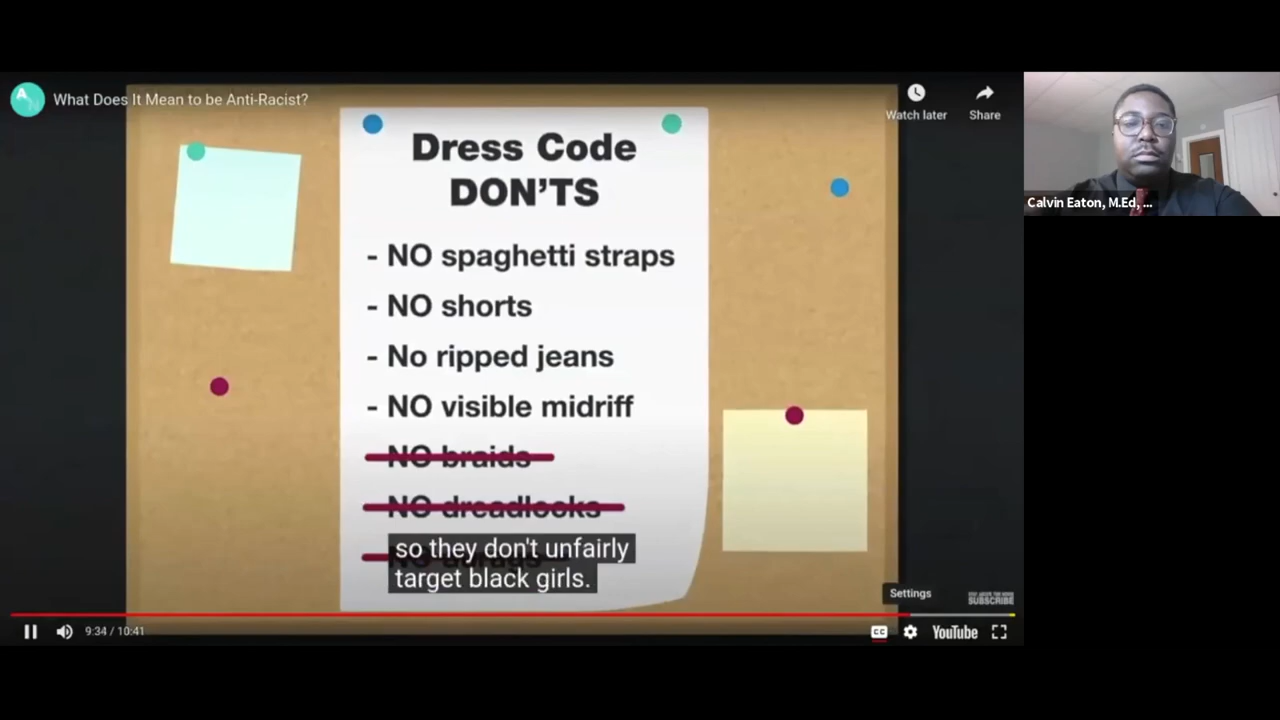 What Does It Mean to be Anti-Racist?
Watch later
Share
Calvin Eaton, M.Ed, ...
Dress Code
DON'TS
- NO spaghetti straps
- NO shorts
- No ripped jeans
- NO visible midriff
- NO braids
- NO dreadlocks
so they don't unfairly
target black girls.
Settings
SUBSCRIBE
9:34 / 10:41
CC
YouTube